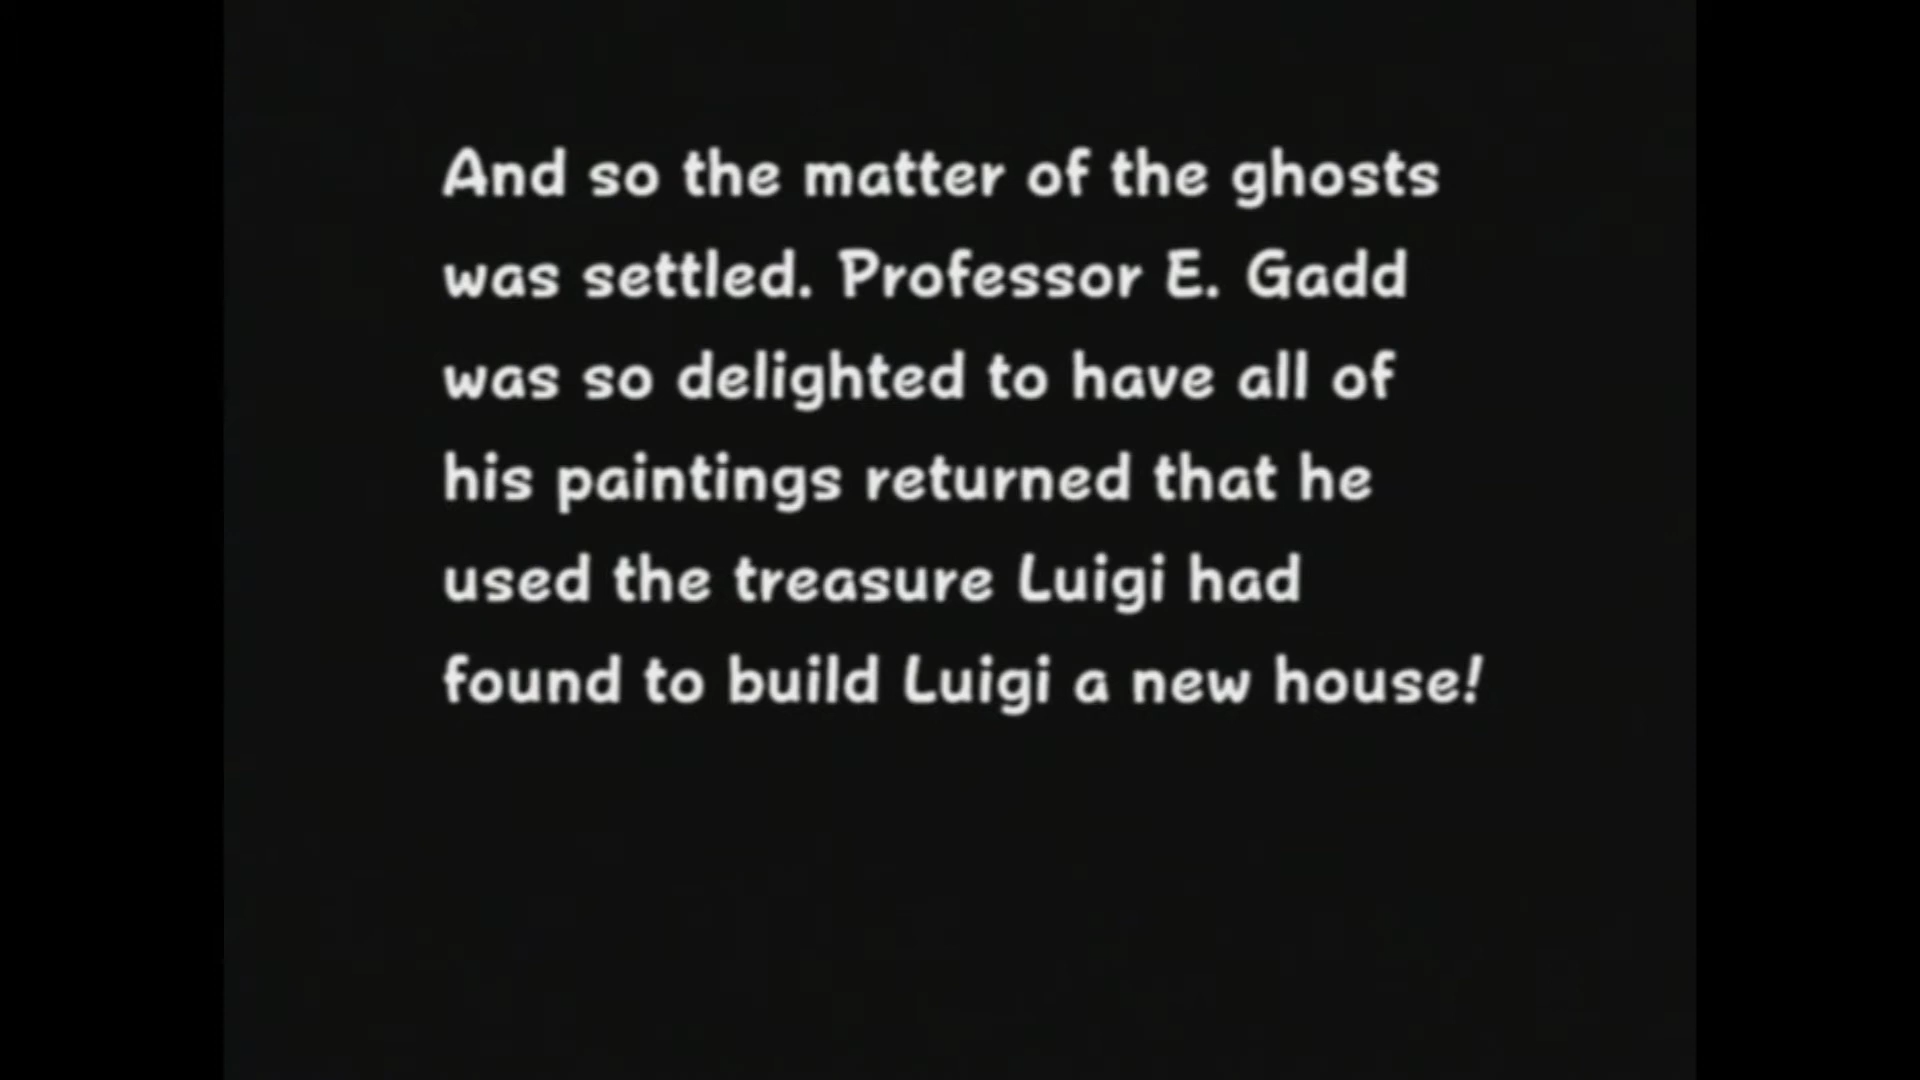 And so the matter of the ghosts
was settled. Professor E. Gadd
was so delighted to have all of
his paintings returned that he
used the treasure Luigi had
found to build Luigi a new house!